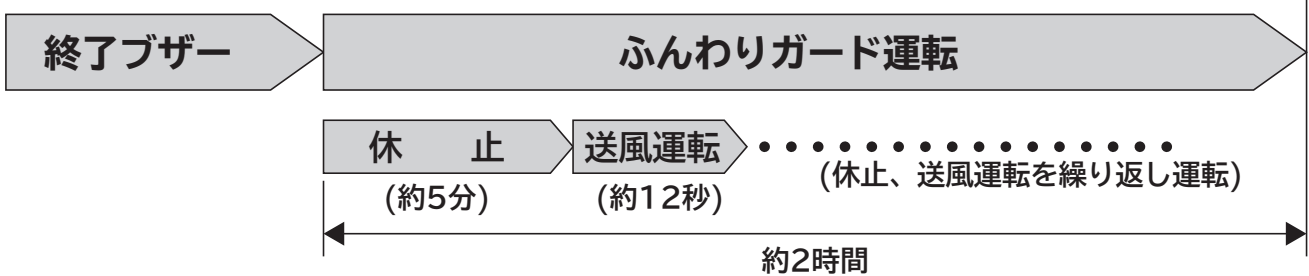 終了ブザー
ふんわりガード運転
休　止
送風運転
(約5分)
(約12秒)
(休止、送風運転を繰り返し運転)
約2時間